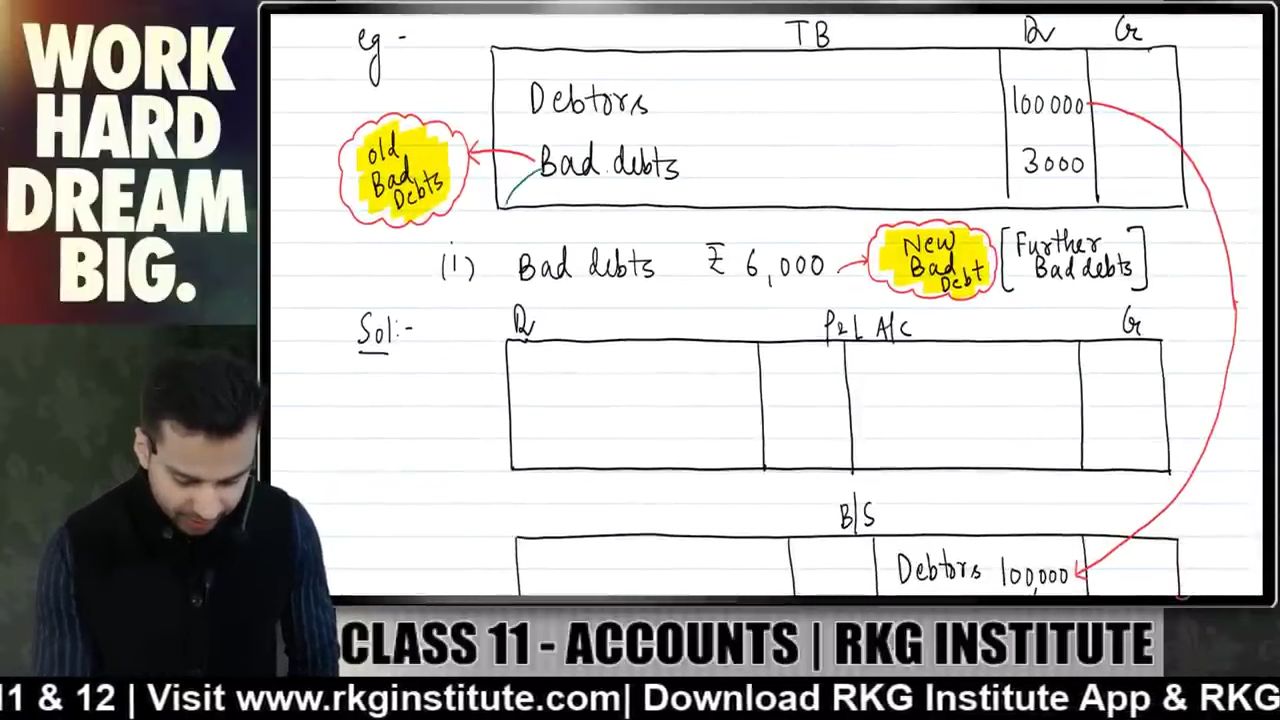 WORK
HARD
DREAM
BIG.
eg -
TB Dr Cr
Debtors 100000
Bad debts 3000
old
Bad
Debts
(i) Bad debts ₹ 6,000
New
Bad
Debt
[Further
Bad debts]
Sol:-
Dr P&L A/C Cr
B/S
Debtors 100,000
CLASS 11 - ACCOUNTS | RKG INSTITUTE
11 & 12 | Visit www.rkginstitute.com| Download RKG Institute App & RKG